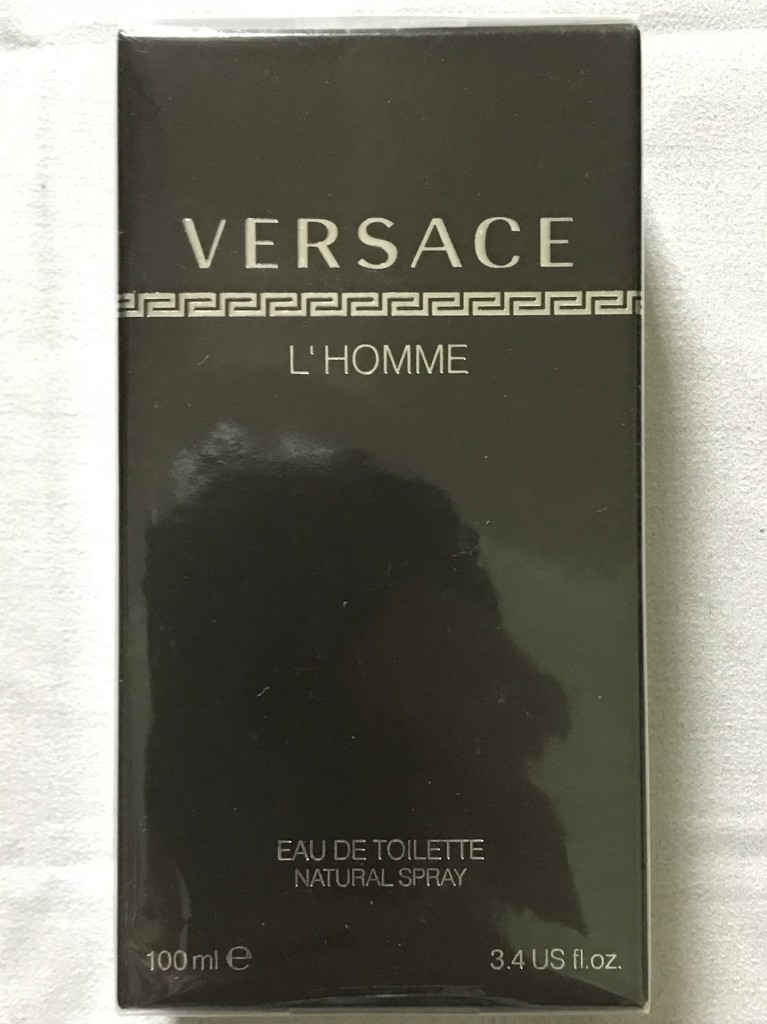 VERSACE
L'HOMME
EAU DE TOILETTE
NATURAL SPRAY
100 ml ℮ 3.4 US fl.oz.